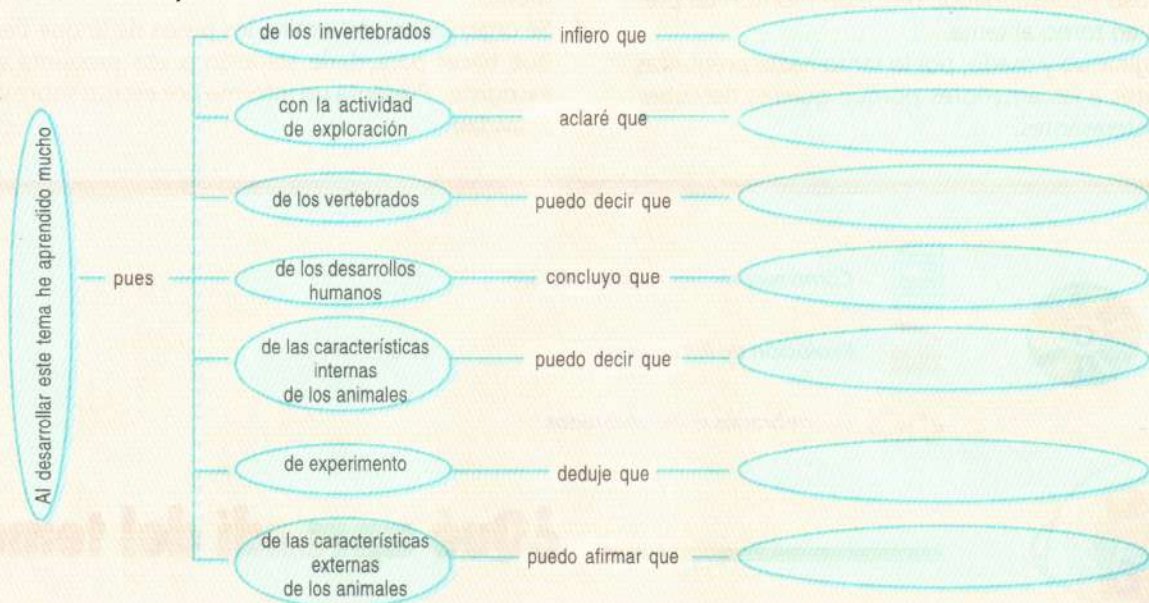 Al desarrollar este tema he aprendido mucho
pues
de los invertebrados
infiero que
con la actividad
de exploración
aclaré que
de los vertebrados
puedo decir que
de los desarrollos
humanos
concluyo que
de las características
internas
de los animales
puedo decir que
de experimento
deduje que
de las características
externas
de los animales
puedo afirmar que